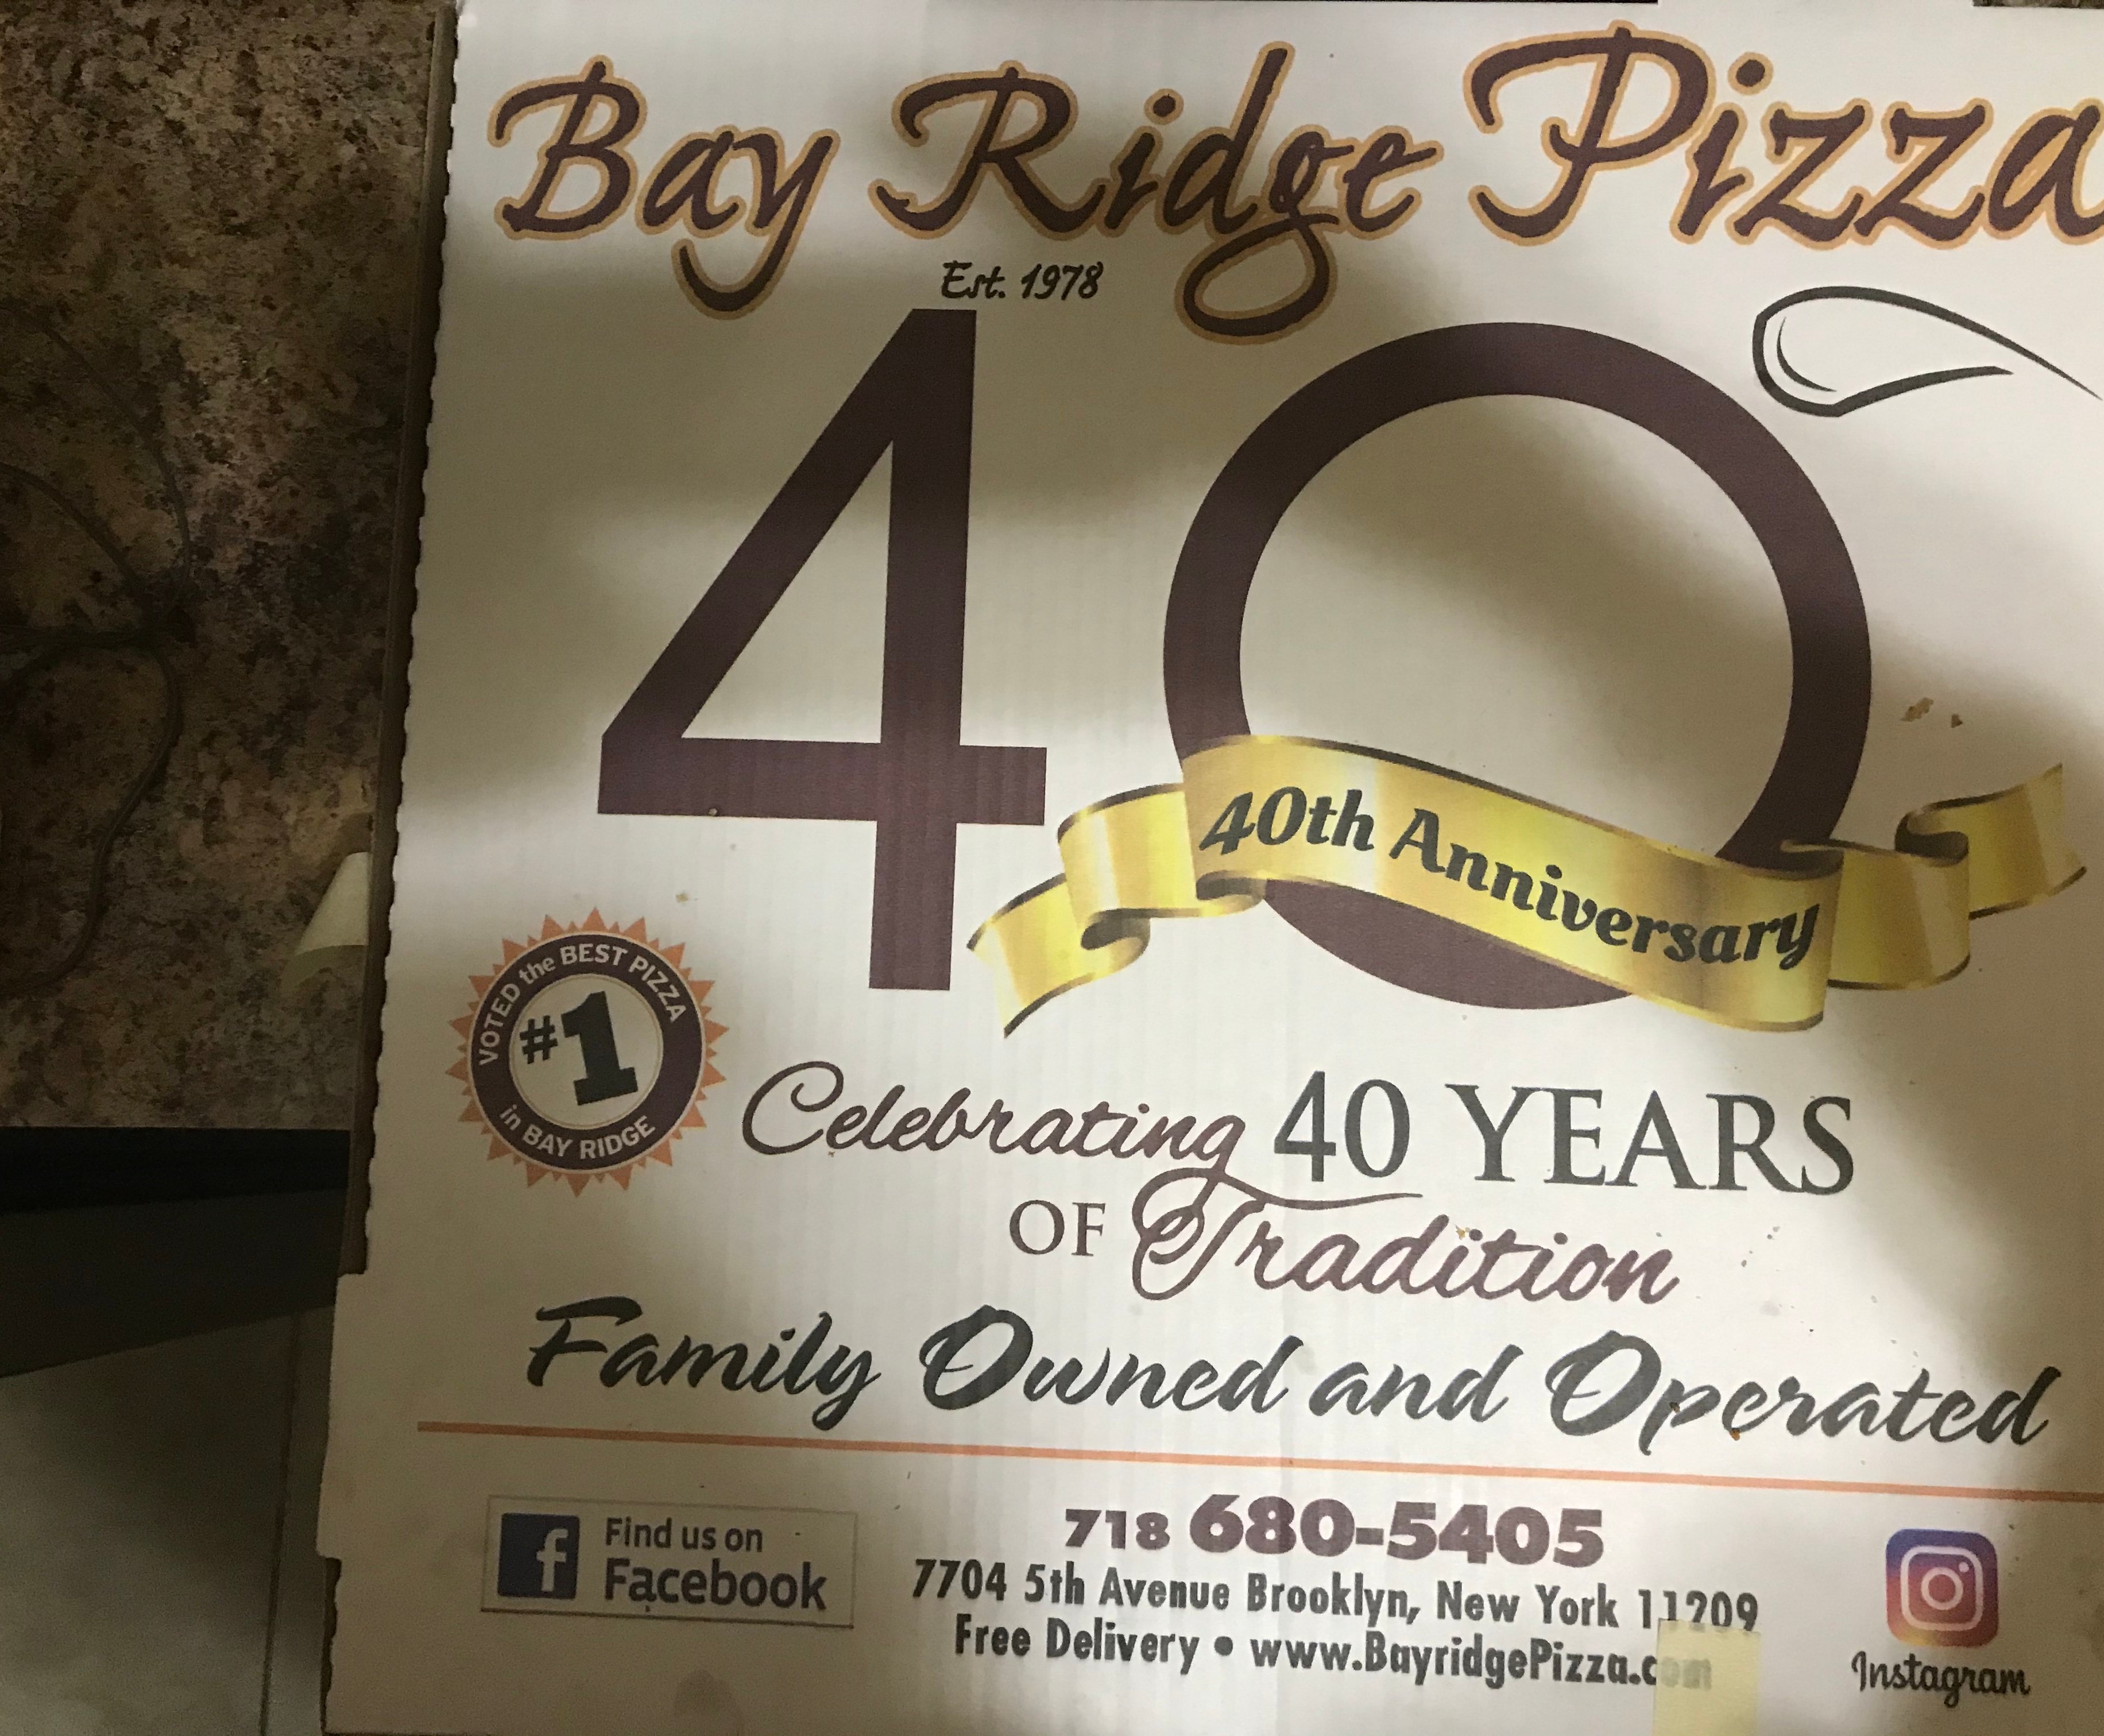 Bay Ridge Pizza
Est. 1978
40
40th Anniversary
VOTED the BEST PIZZA
#1
in BAY RIDGE
Celebrating 40 YEARS
OF Tradition
Family Owned and Operated
Find us on
Facebook
718 680-5405
7704 5th Avenue Brooklyn, New York 11209
Free Delivery • www.BayridgePizza.com
Instagram